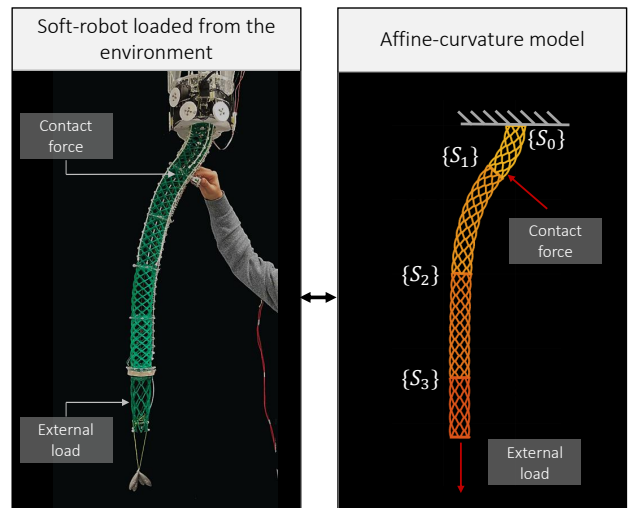 Soft-robot loaded from the
environment
Contact
force
External
load
Affine-curvature model
{S₀}
{S₁}
Contact
force
{S₂}
{S₃}
External
load